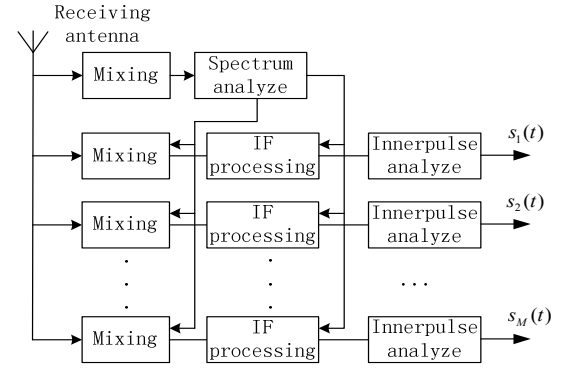 Receiving
antenna
Mixing
Spectrum
analyze
Mixing
IF
processing
Innerpulse
analyze
s₁(t)
Mixing
IF
processing
Innerpulse
analyze
s₂(t)
...
Mixing
IF
processing
Innerpulse
analyze
s_M(t)